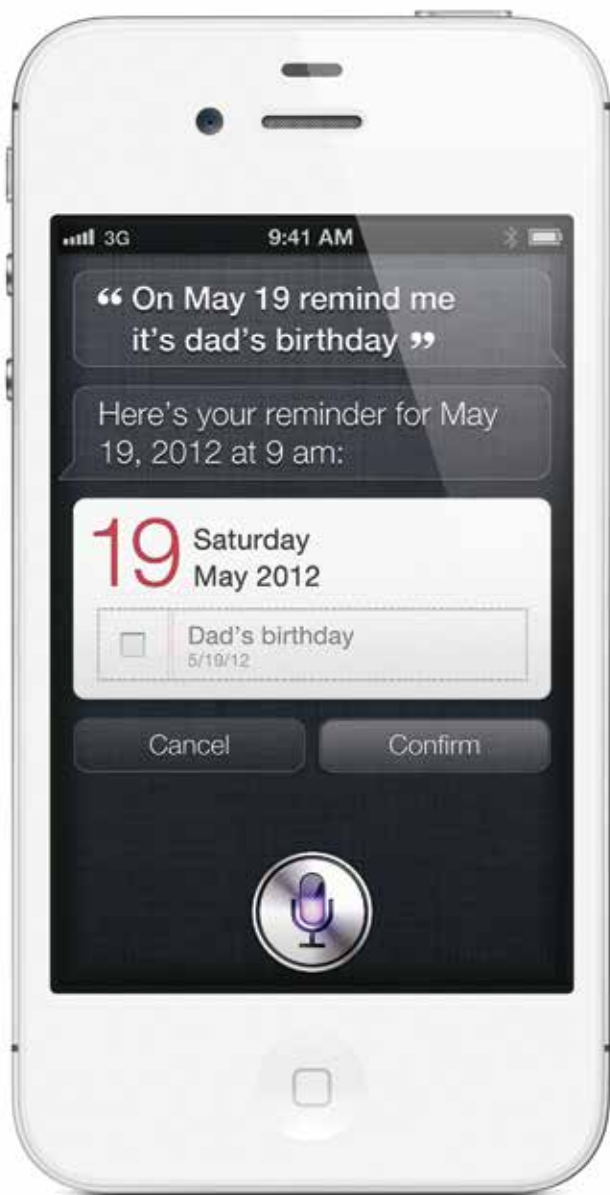 3G 9:41 AM
“ On May 19 remind me
it’s dad’s birthday ”
Here’s your reminder for May
19, 2012 at 9 am:
19 Saturday
May 2012
Dad’s birthday
5/19/12
Cancel Confirm